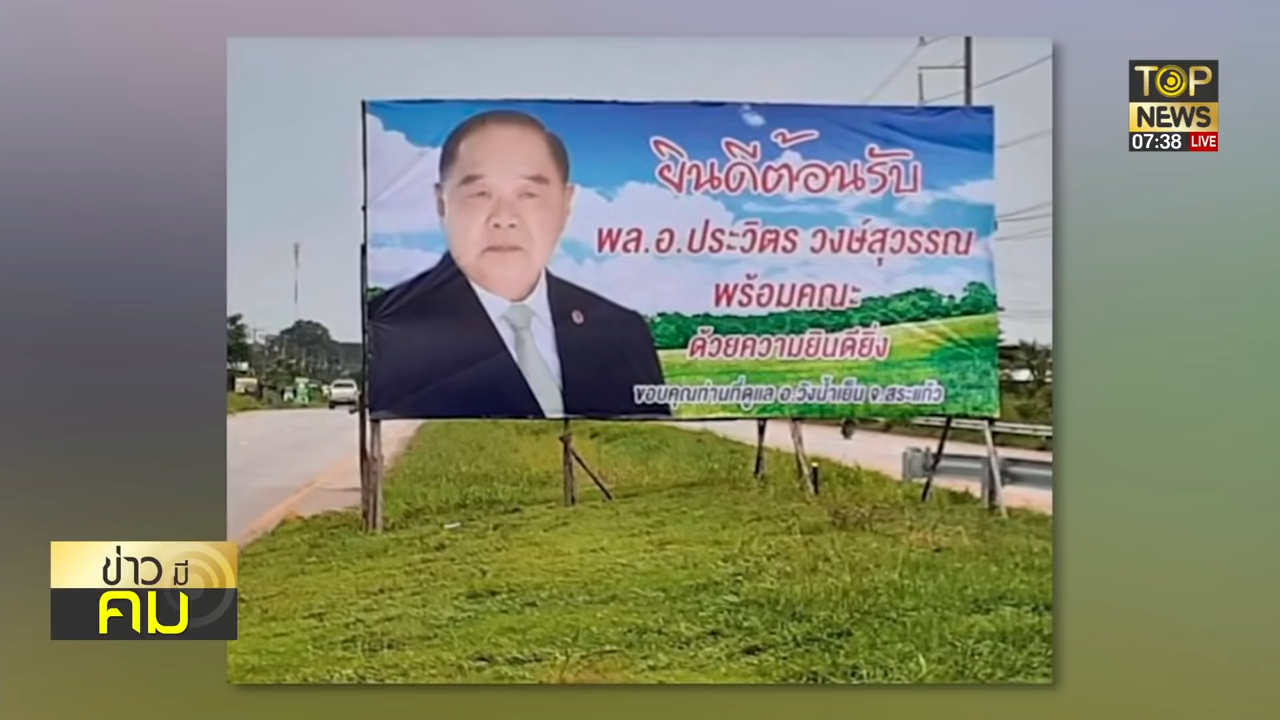 TOP
NEWS
07:38 LIVE
ยินดีต้อนรับ
พล.อ.ประวิตร วงษ์สุวรรณ
พร้อมคณะ
ด้วยความยินดียิ่ง
ขอบคุณท่านที่ดูแล อ.วังน้ำเย็น จ.สระแก้ว
ข่าวมี
คม